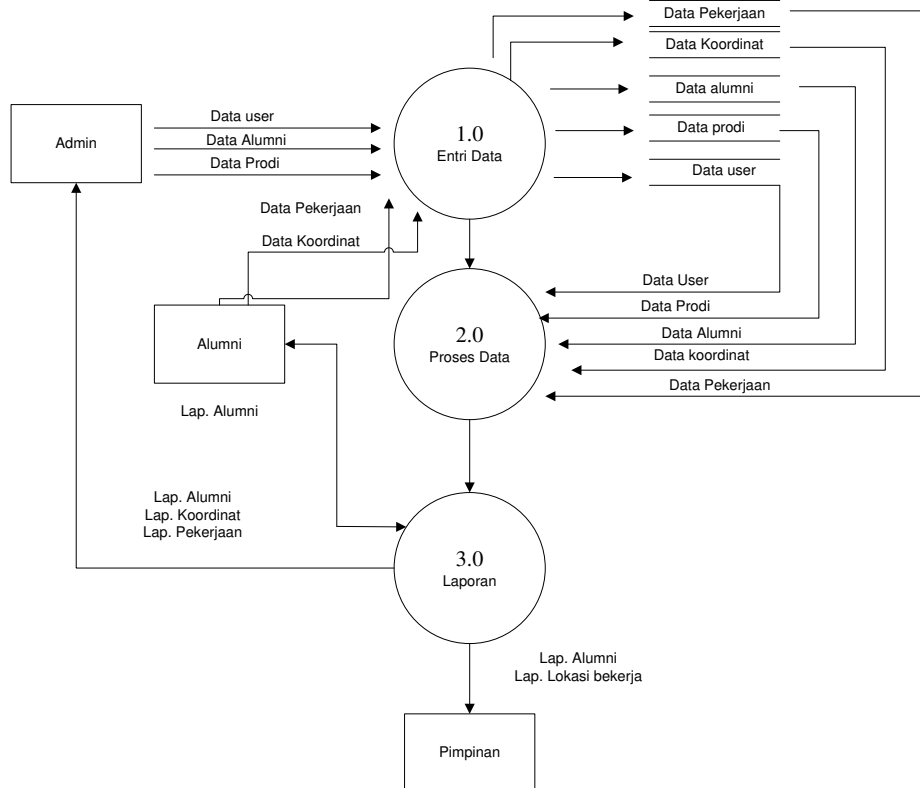 Data Pekerjaan
Data Koordinat
Data alumni
Data prodi
Data user
Admin
Data user
Data Alumni
Data Prodi
1.0
Entri Data
Data Pekerjaan
Data Koordinat
Alumni
Lap. Alumni
2.0
Proses Data
Data User
Data Prodi
Data Alumni
Data koordinat
Data Pekerjaan
Lap. Alumni
Lap. Koordinat
Lap. Pekerjaan
3.0
Laporan
Lap. Alumni
Lap. Lokasi bekerja
Pimpinan